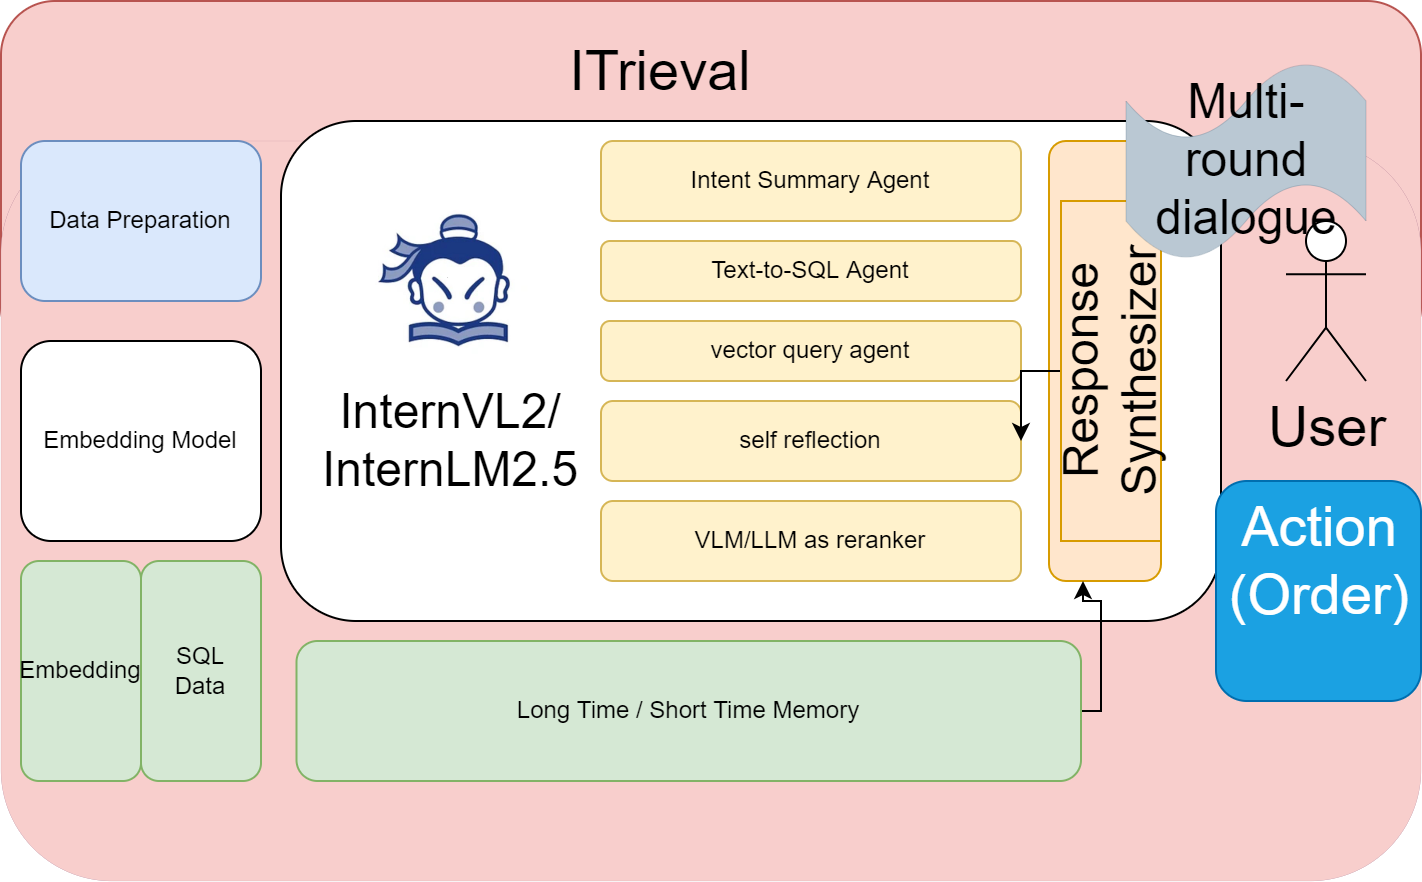 ITrieval
Data Preparation
Embedding Model
Embedding
SQL
Data
InternVL2/
InternLM2.5
Intent Summary Agent
Text-to-SQL Agent
vector query agent
self reflection
VLM/LLM as reranker
Response
Synthesizer
Long Time / Short Time Memory
Multi-
round
dialogue
User
Action
(Order)